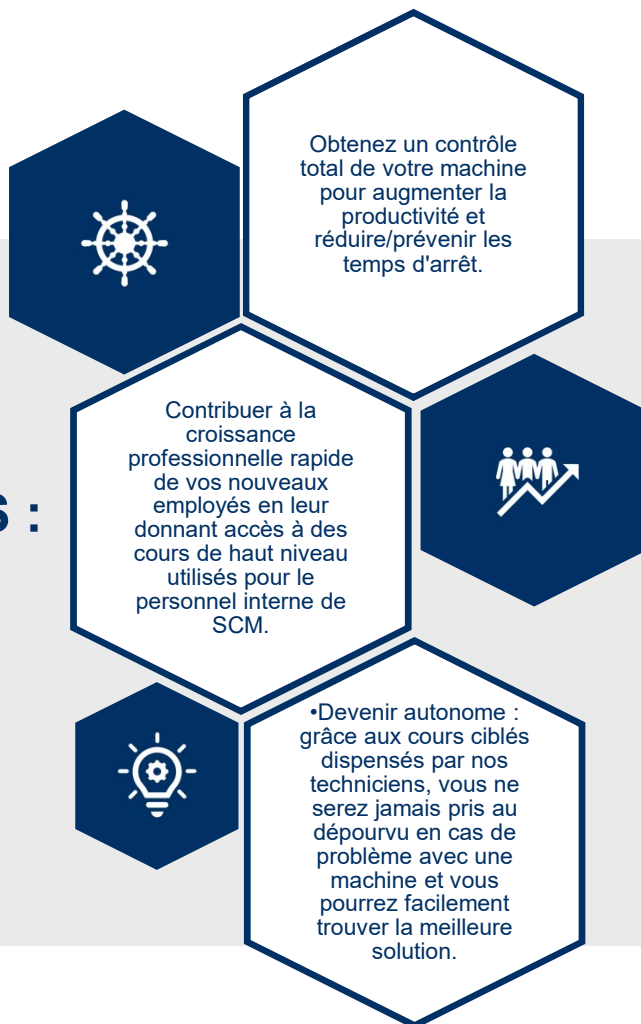 Obtenez un contrôle
total de votre machine
pour augmenter la
productivité et
réduire/prévenir les
temps d'arrêt.
S :
Contribuer à la
croissance
professionnelle rapide
de vos nouveaux
employés en leur
donnant accès à des
cours de haut niveau
utilisés pour le
personnel interne de
SCM.
•Devenir autonome :
grâce aux cours ciblés
dispensés par nos
techniciens, vous ne
serez jamais pris au
dépourvu en cas de
problème avec une
machine et vous
pourrez facilement
trouver la meilleure
solution.